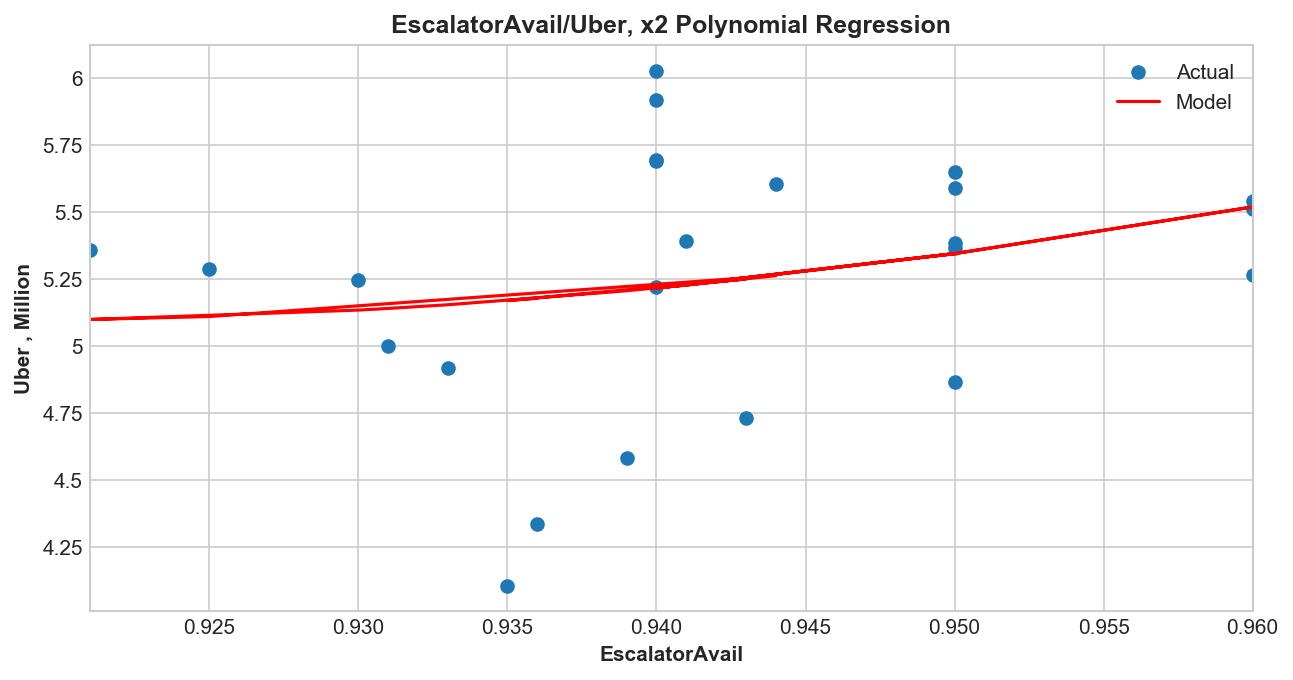 EscalatorAvail/Uber, x2 Polynomial Regression
Actual
Model
6
5.75
5.5
5.25
5
4.75
4.5
4.25
Uber , Million
0.925 0.930 0.935 0.940 0.945 0.950 0.955 0.960
EscalatorAvail